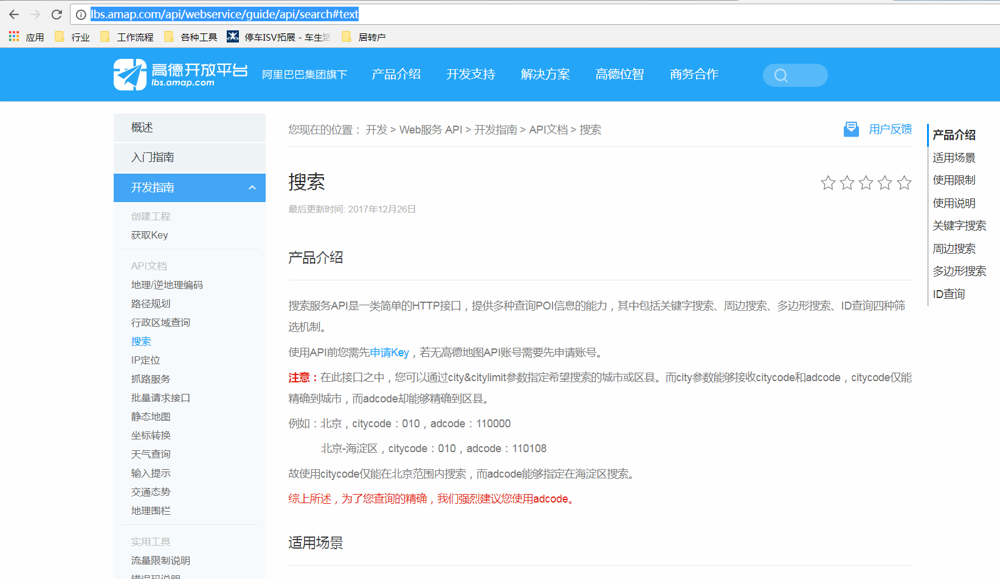 lbs.amap.com/api/webservice/guide/api/search#text
应用 行业 工作流程 各种工具 停车ISV拓展 - 车生活 居转户
高德开放平台
lbs.amap.com
阿里巴巴集团旗下 产品介绍 开发支持 解决方案 高德位智 商务合作
概述
入门指南
开发指南
创建工程
获取Key
API文档
地理/逆地理编码
路径规划
行政区域查询
搜索
IP定位
抓路服务
批量请求接口
静态地图
坐标转换
天气查询
输入提示
交通态势
地理围栏
实用工具
流量限制说明
错误码说明
您现在的位置： 开发 > Web服务 API > 开发指南 > API文档 > 搜索
用户反馈
搜索
最后更新时间: 2017年12月26日
产品介绍
搜索服务API是一类简单的HTTP接口，提供多种查询POI信息的能力，其中包括关键字搜索、周边搜索、多边形搜索、ID查询四种筛
选机制。
使用API前您需先申请Key，若无高德地图API账号需要先申请账号。
注意：在此接口之中，您可以通过city&citylimit参数指定希望搜索的城市或区县。而city参数能够接收citycode和adcode，citycode仅能
精确到城市，而adcode却能够精确到区县。
例如：北京，citycode：010，adcode：110000
北京-海淀区，citycode：010，adcode：110108
故使用citycode仅能在北京范围内搜索，而adcode能够指定在海淀区搜索。
综上所述，为了您查询的精确，我们强烈建议您使用adcode。
适用场景
产品介绍
适用场景
使用限制
使用说明
关键字搜索
周边搜索
多边形搜索
ID查询